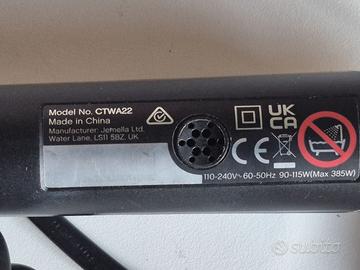 Model No. CTWA22
Made in China
Manufacturer: Jemella Ltd.
Water Lane, LS11 5BZ, UK
UK
CA
CE
110-240V~ 60-50Hz 90-115W(Max 385W)
subito